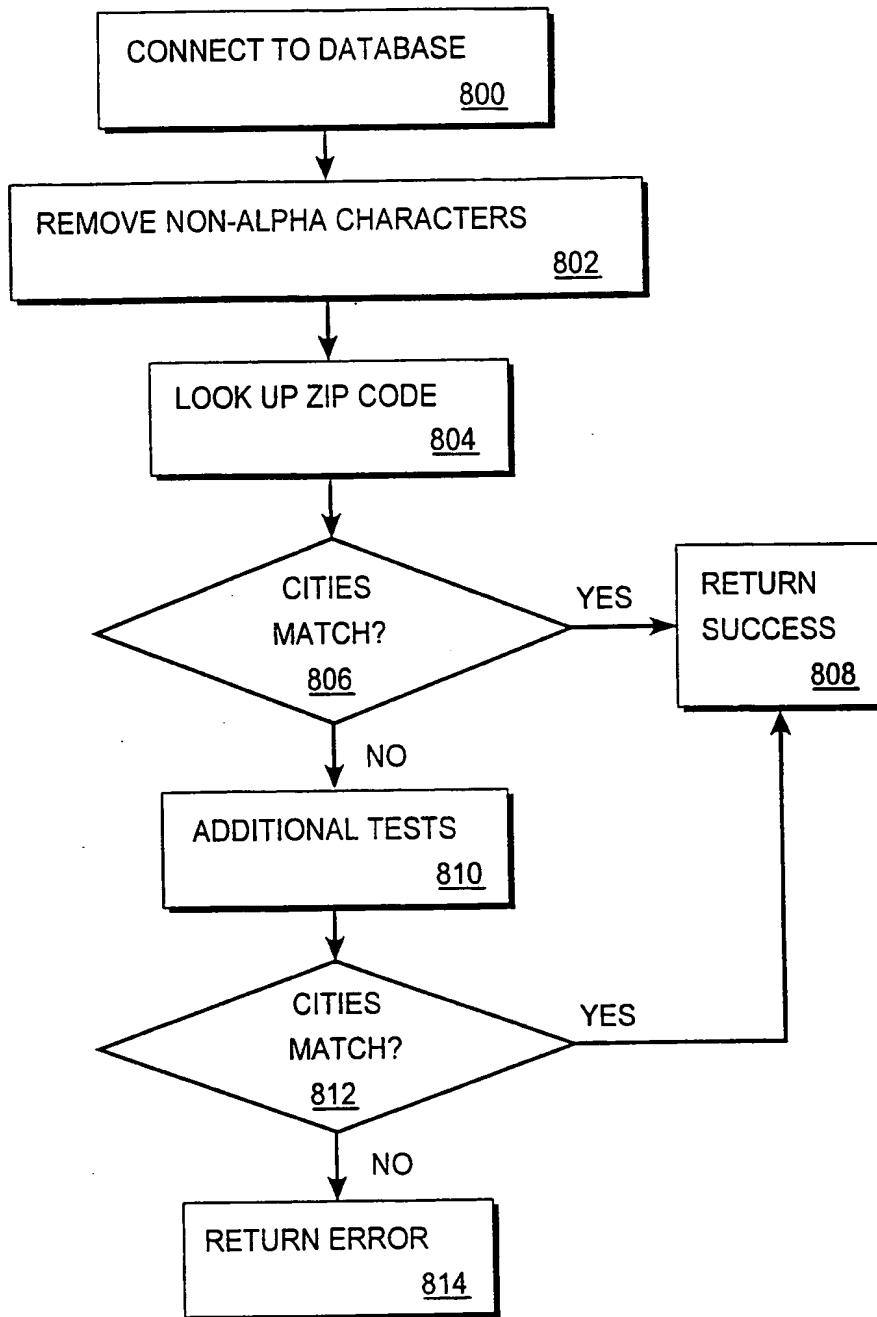 CONNECT TO DATABASE
800
REMOVE NON-ALPHA CHARACTERS
802
LOOK UP ZIP CODE
804
CITIES
MATCH?
806
YES
RETURN
SUCCESS
808
NO
ADDITIONAL TESTS
810
CITIES
MATCH?
812
YES
NO
RETURN ERROR
814